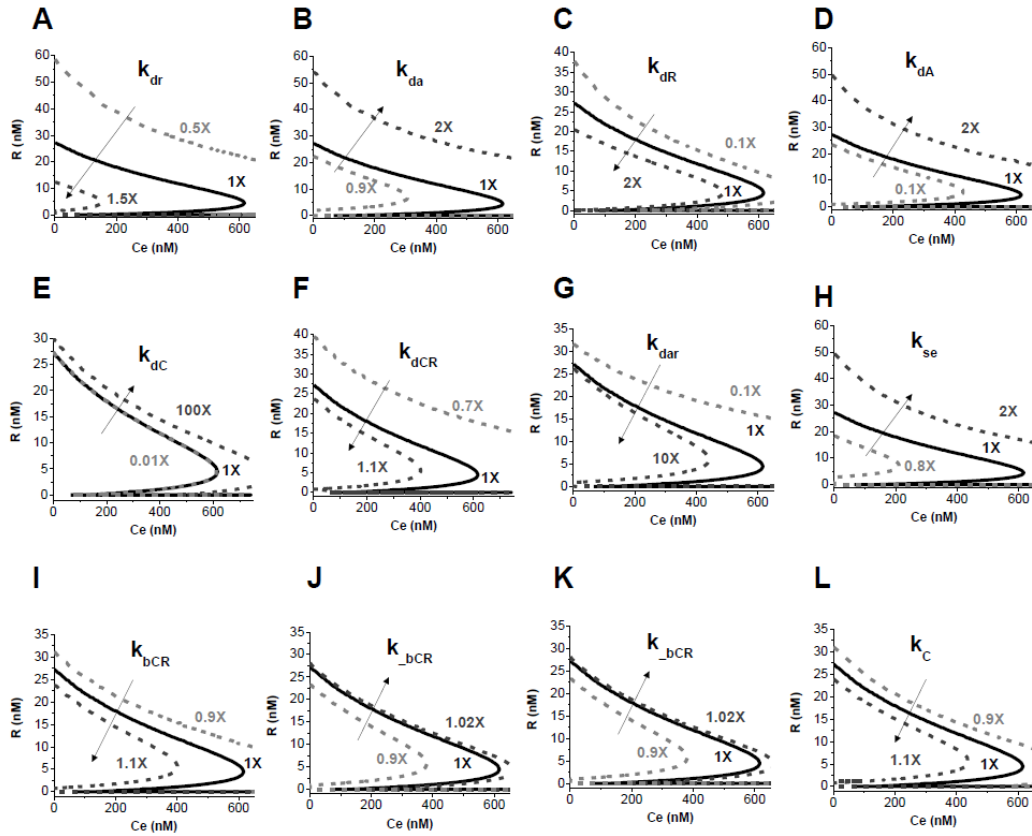 A
k_dr
R (nM)
60
50
40
30
20
10
0
0.5X
1X
1.5X
0 200 400 600
Ce (nM)
B
k_da
R (nM)
60
50
40
30
20
10
0
2X
1X
0.9X
0 200 400 600
Ce (nM)
C
k_dR
R (nM)
40
35
30
25
20
15
10
5
0
0.1X
1X
2X
0 200 400 600
Ce (nM)
D
k_dA
R (nM)
60
50
40
30
20
10
0
2X
1X
0.1X
0 200 400 600
Ce (nM)
E
k_dC
R (nM)
30
25
20
15
10
5
0
100X
0.01X
1X
0 200 400 600
Ce (nM)
F
k_dCR
R (nM)
40
35
30
25
20
15
10
5
0
0.7X
1.1X
1X
0 200 400 600
Ce (nM)
G
k_dar
R (nM)
35
30
25
20
15
10
5
0
0.1X
1X
10X
0 200 400 600
Ce (nM)
H
k_se
R (nM)
60
50
40
30
20
10
0
2X
1X
0.8X
0 200 400 600
Ce (nM)
I
k_bCR
R (nM)
35
30
25
20
15
10
5
0
0.9X
1.1X
1X
0 200 400 600
Ce (nM)
J
k__bCR
R (nM)
35
30
25
20
15
10
5
0
1.02X
0.9X
1X
0 200 400 600
Ce (nM)
K
k__bCR
R (nM)
35
30
25
20
15
10
5
0
1.02X
0.9X
1X
0 200 400 600
Ce (nM)
L
k_C
R (nM)
35
30
25
20
15
10
5
0
0.9X
1.1X
1X
0 200 400 600
Ce (nM)